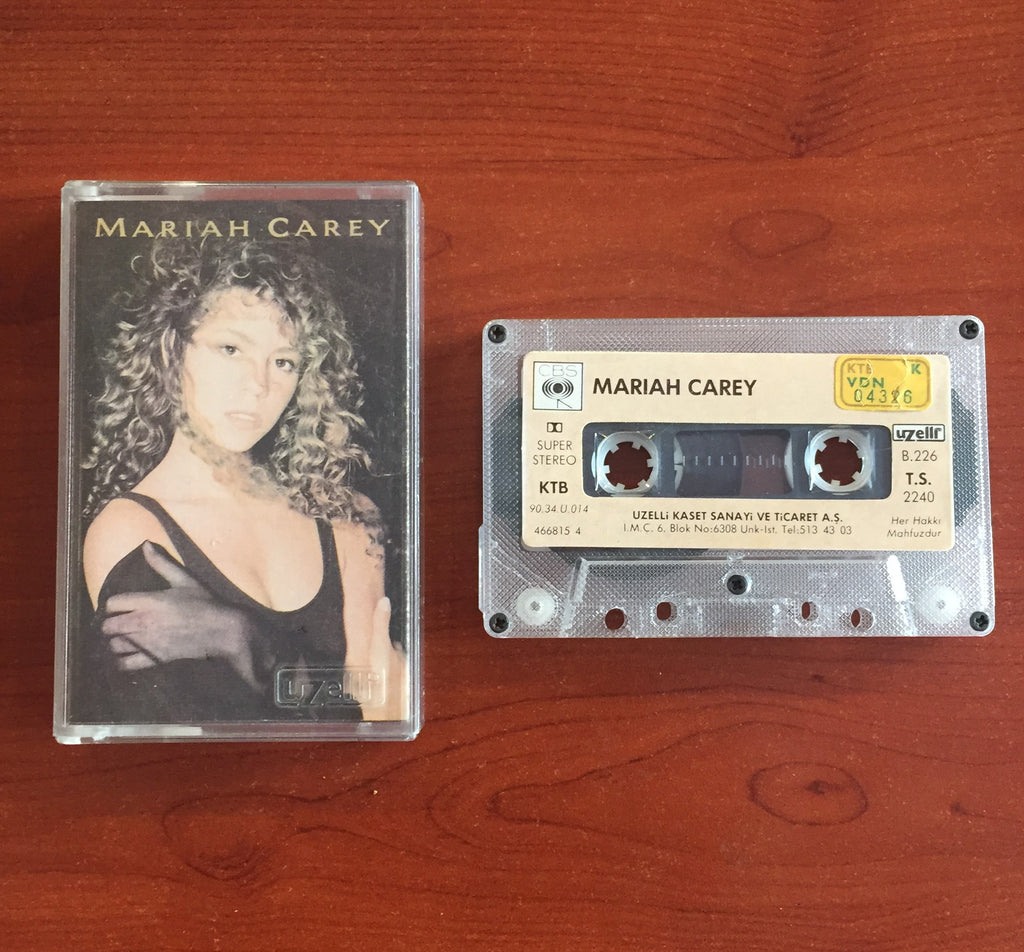 MARIAH CAREY
uzelli
CBS
MARIAH CAREY
KTB K
VDN
04326
SUPER
STEREO
KTB
90.34.U.014
466815 4
uzelli
B.226
T.S.
2240
UZELLİ KASET SANAYİ VE TİCARET A.Ş.
İ.M.C. 6. Blok No:6308 Unk-İst. Tel:513 43 03
Her Hakkı
Mahfuzdur